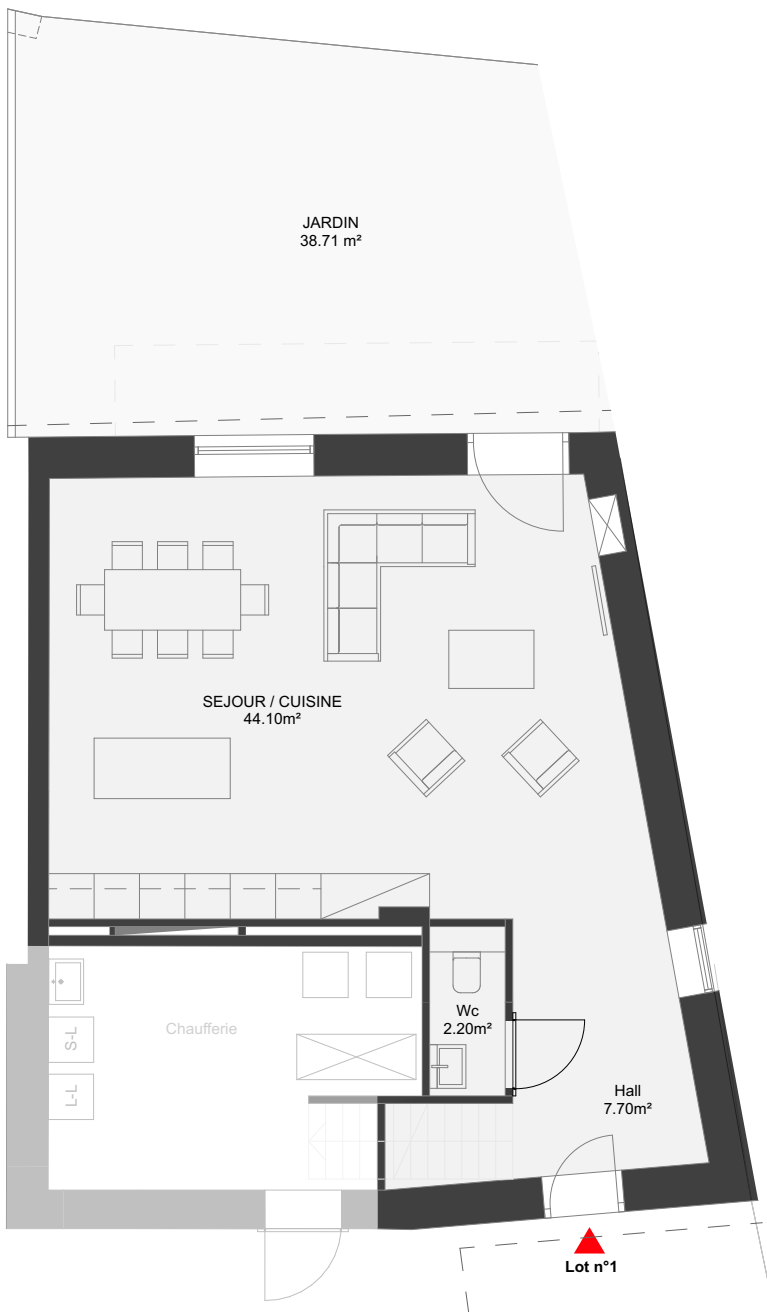 JARDIN
38.71 m²
SEJOUR / CUISINE
44.10m²
Wc
2.20m²
Chaufferie
S-L
L-L
Hall
7.70m²
Lot n°1